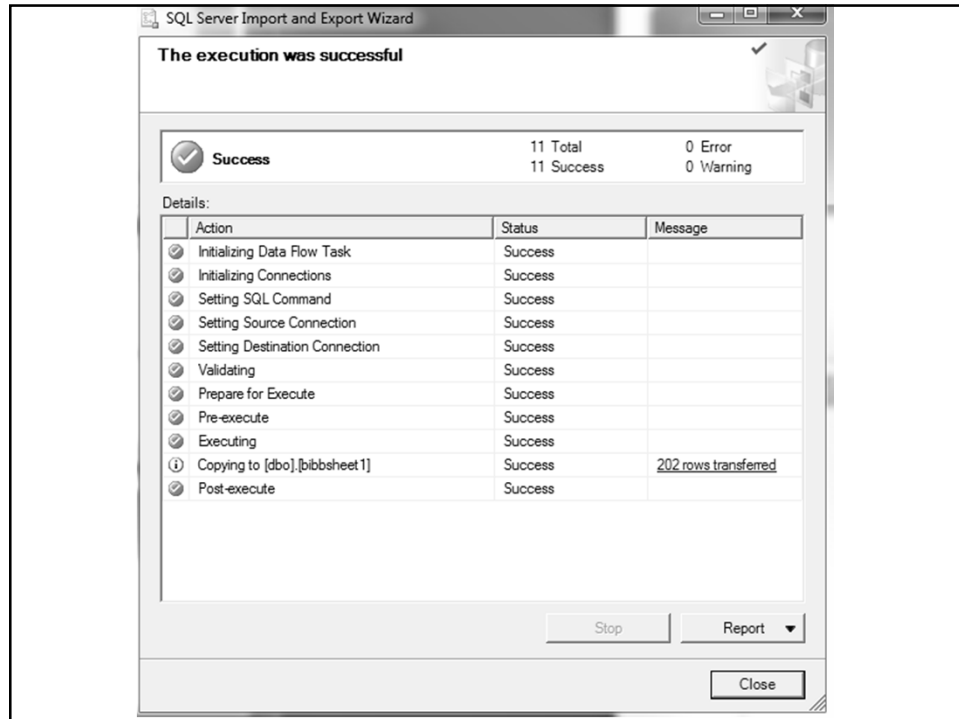 SQL Server Import and Export Wizard
The execution was successful
Success
11 Total
0 Error
11 Success
0 Warning
Details:
Action Status Message
Initializing Data Flow Task Success
Initializing Connections Success
Setting SQL Command Success
Setting Source Connection Success
Setting Destination Connection Success
Validating Success
Prepare for Execute Success
Pre-execute Success
Executing Success
Copying to [dbo].[bibbsheet1] Success 202 rows transferred
Post-execute Success
Stop Report
Close